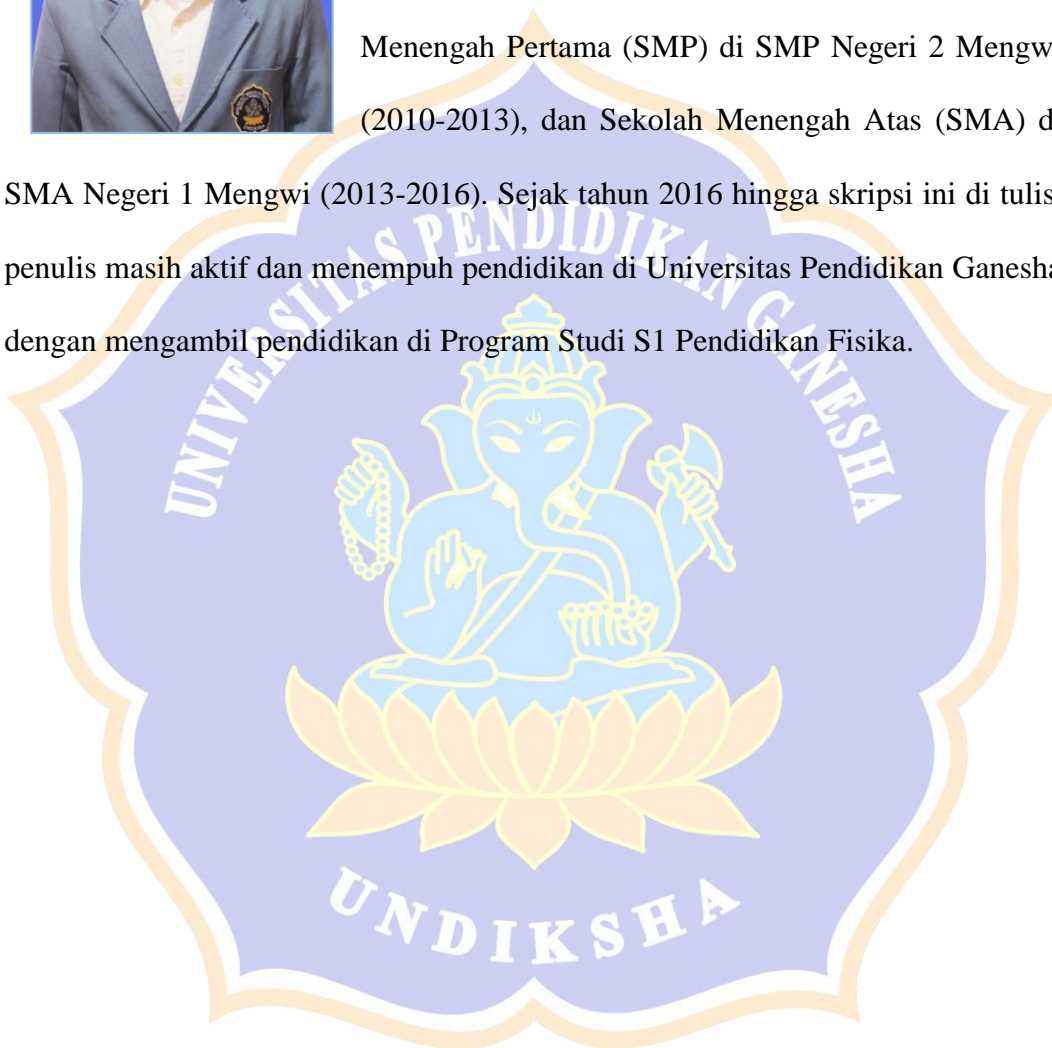 Menengah Pertama (SMP) di SMP Negeri 2 Mengw
(2010-2013), dan Sekolah Menengah Atas (SMA) d
SMA Negeri 1 Mengwi (2013-2016). Sejak tahun 2016 hingga skripsi ini di tulis
penulis masih aktif dan menempuh pendidikan di Universitas Pendidikan Ganesha
dengan mengambil pendidikan di Program Studi S1 Pendidikan Fisika.
UNIVERSITAS PENDIDIKAN GANESHA
UNDIKSHA